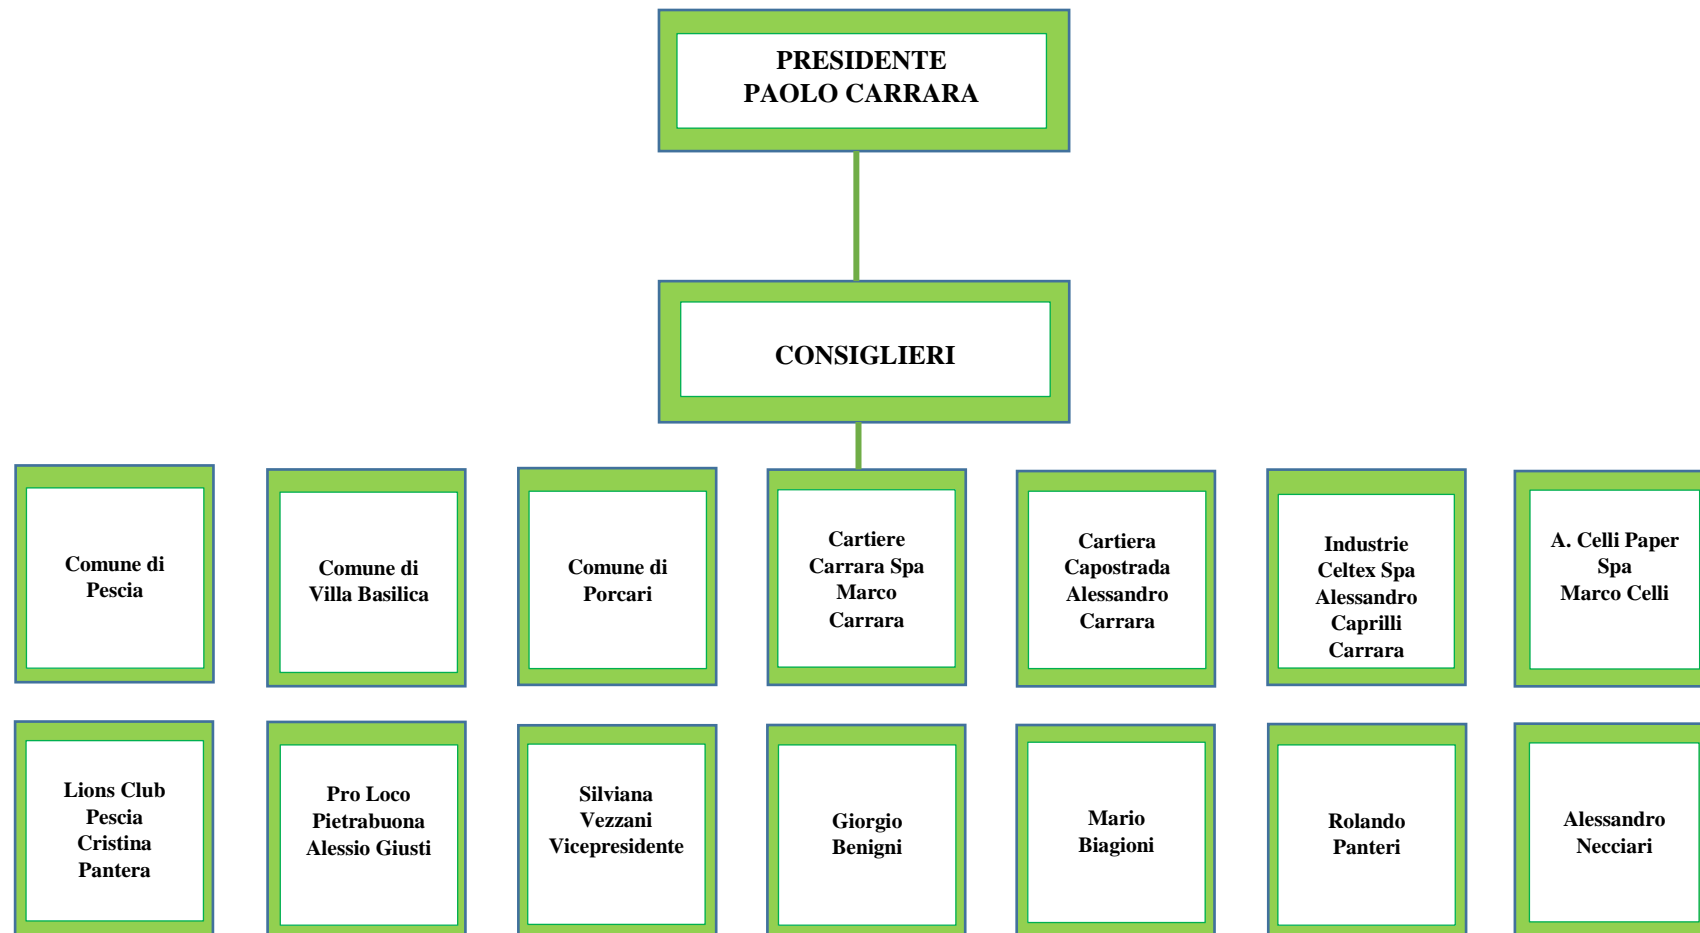 PRESIDENTE
PAOLO CARRARA
CONSIGLIERI
Comune di
Pescia
Comune di
Villa Basilica
Comune di
Porcari
Cartiere
Carrara Spa
Marco
Carrara
Cartiera
Capostrada
Alessandro
Carrara
Industrie
Celtex Spa
Alessandro
Caprilli
Carrara
A. Celli Paper
Spa
Marco Celli
Lions Club
Pescia
Cristina
Pantera
Pro Loco
Pietrabuona
Alessio Giusti
Silviana
Vezzani
Vicepresidente
Giorgio
Benigni
Mario
Biagioni
Rolando
Panteri
Alessandro
Necciari